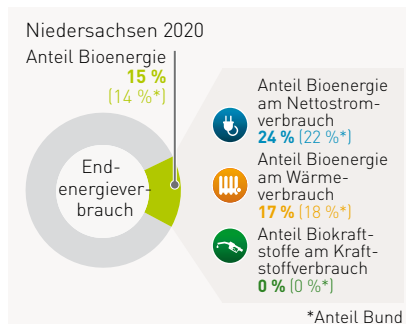 Niedersachsen 2020
Anteil Bioenergie
15 %
(14 %*)
End-
energiever-
brauch
Anteil Bioenergie
am Nettostrom-
verbrauch
24 % (22 %*)
Anteil Bioenergie
am Wärme-
verbrauch
17 % (18 %*)
Anteil Biokraft-
stoffe am Kraft-
stoffverbrauch
0 % (0 %*)
*Anteil Bund